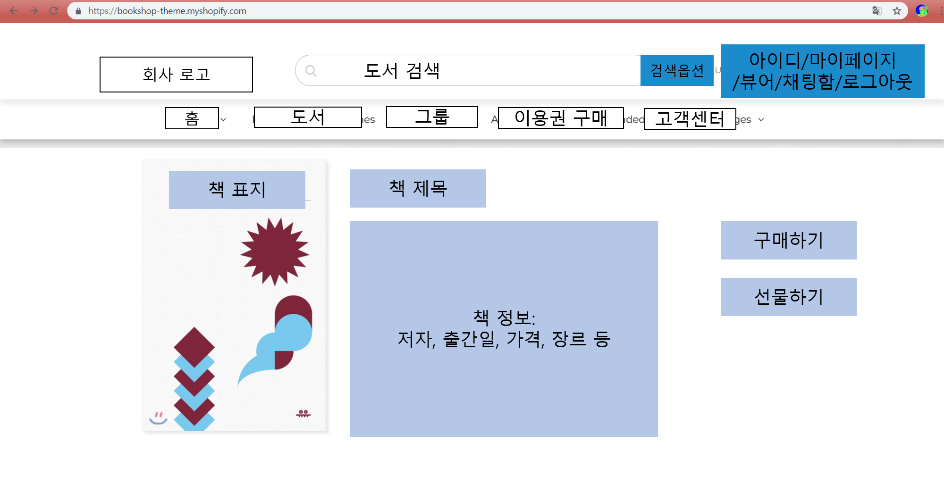 https://bookshop-theme.myshopify.com
회사 로고
도서 검색
검색옵션
아이디/마이페이지
/뷰어/채팅함/로그아웃
홈
도서
그룹
이용권 구매
고객센터
책 표지
책 제목
책 정보:
저자, 출간일, 가격, 장르 등
구매하기
선물하기